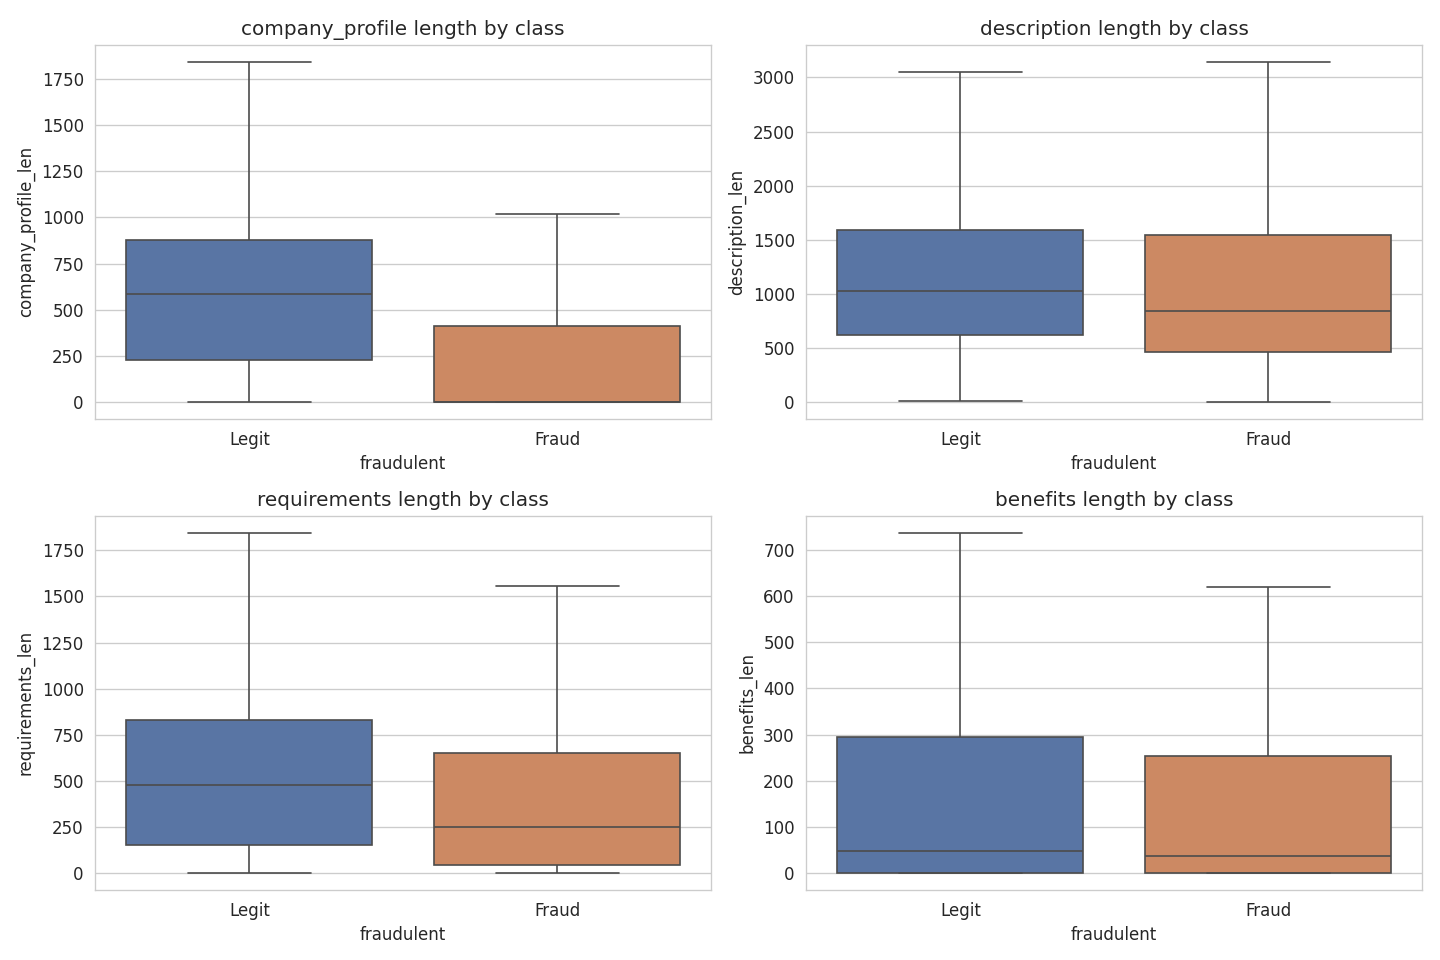 company_profile length by class
company_profile_len
1750
1500
1250
1000
750
500
250
0
Legit
Fraud
fraudulent
description length by class
description_len
3000
2500
2000
1500
1000
500
0
Legit
Fraud
fraudulent
requirements length by class
requirements_len
1750
1500
1250
1000
750
500
250
0
Legit
Fraud
fraudulent
benefits length by class
benefits_len
700
600
500
400
300
200
100
0
Legit
Fraud
fraudulent